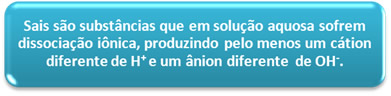 Sais são substâncias que em solução aquosa sofrem
dissociação iônica, produzindo pelo menos um cátion
diferente de H⁺ e um ânion diferente de OH⁻.